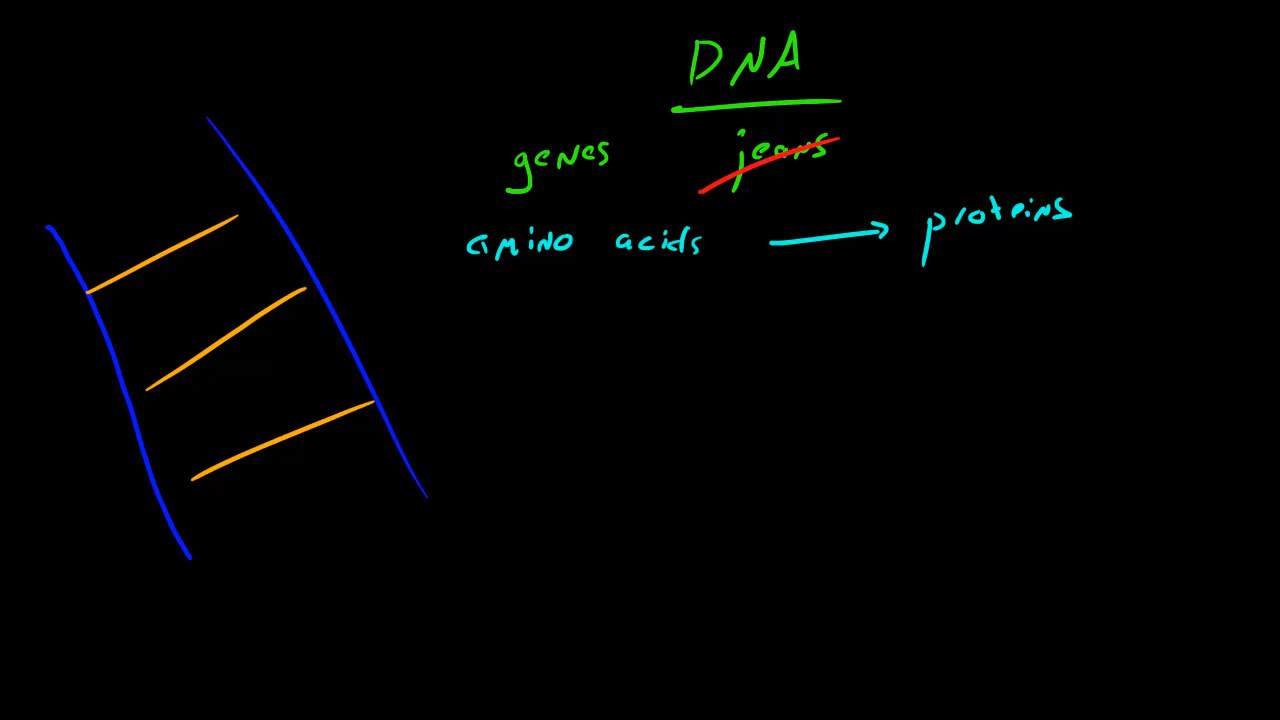 DNA
genes jeans
amino acids → proteins